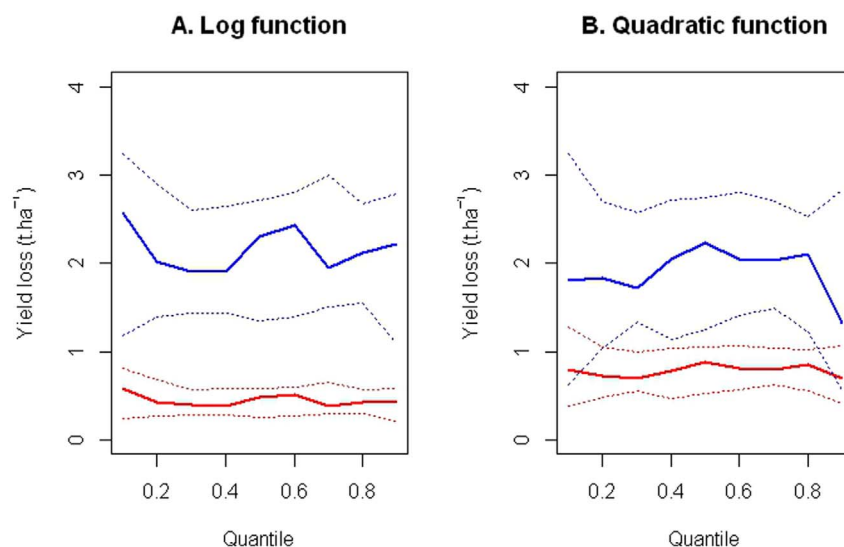 A. Log function
4
3
2
1
0
Yield loss (t.ha⁻¹)
0.2 0.4 0.6 0.8
Quantile
B. Quadratic function
4
3
2
1
0
Yield loss (t.ha⁻¹)
0.2 0.4 0.6 0.8
Quantile